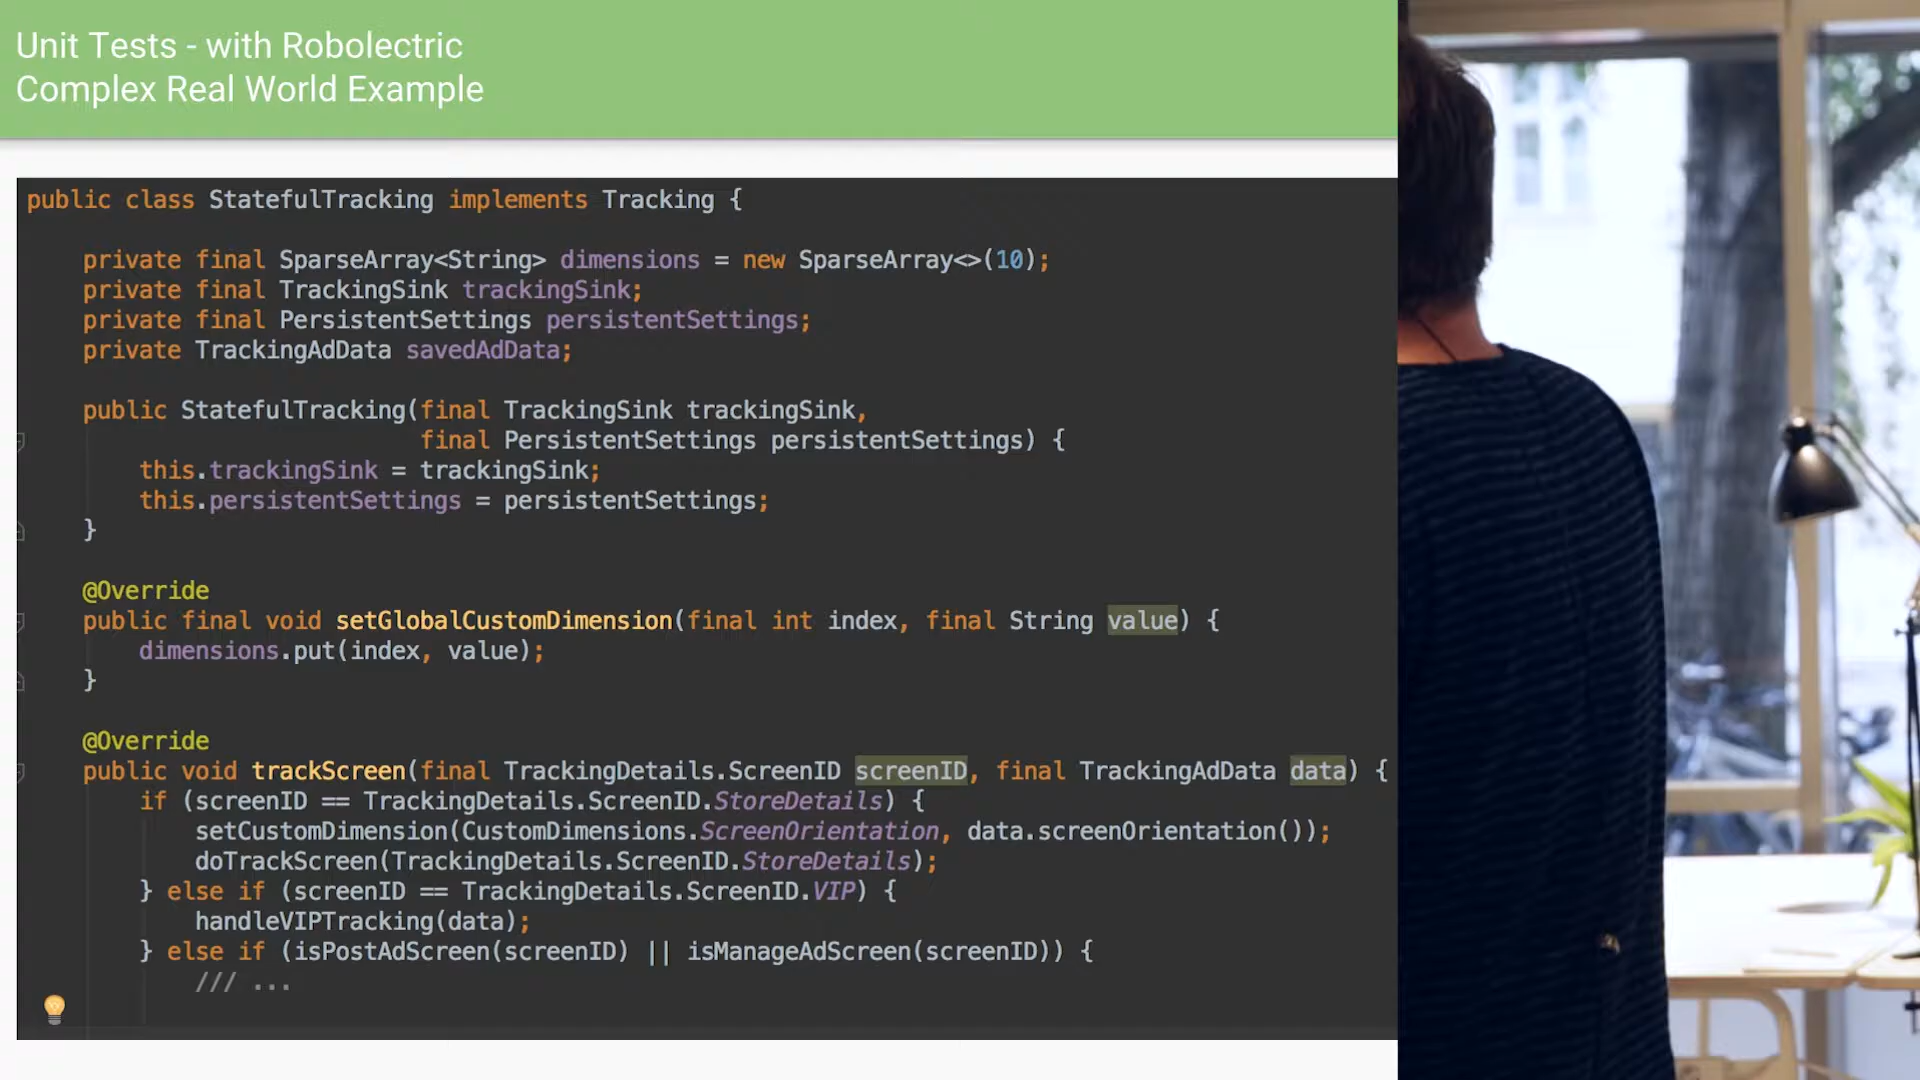 Unit Tests - with Robolectric
Complex Real World Example
public class StatefulTracking implements Tracking {
private final SparseArray<String> dimensions = new SparseArray<>(10);
private final TrackingSink trackingSink;
private final PersistentSettings persistentSettings;
private TrackingAdData savedAdData;
public StatefulTracking(final TrackingSink trackingSink,
final PersistentSettings persistentSettings) {
this.trackingSink = trackingSink;
this.persistentSettings = persistentSettings;
}
@Override
public final void setGlobalCustomDimension(final int index, final String value) {
dimensions.put(index, value);
}
@Override
public void trackScreen(final TrackingDetails.ScreenID screenID, final TrackingAdData data) {
if (screenID == TrackingDetails.ScreenID.StoreDetails) {
setCustomDimension(CustomDimensions.ScreenOrientation, data.screenOrientation());
doTrackScreen(TrackingDetails.ScreenID.StoreDetails);
} else if (screenID == TrackingDetails.ScreenID.VIP) {
handleVIPTracking(data);
} else if (isPostAdScreen(screenID) || isManageAdScreen(screenID)) {
/// ...